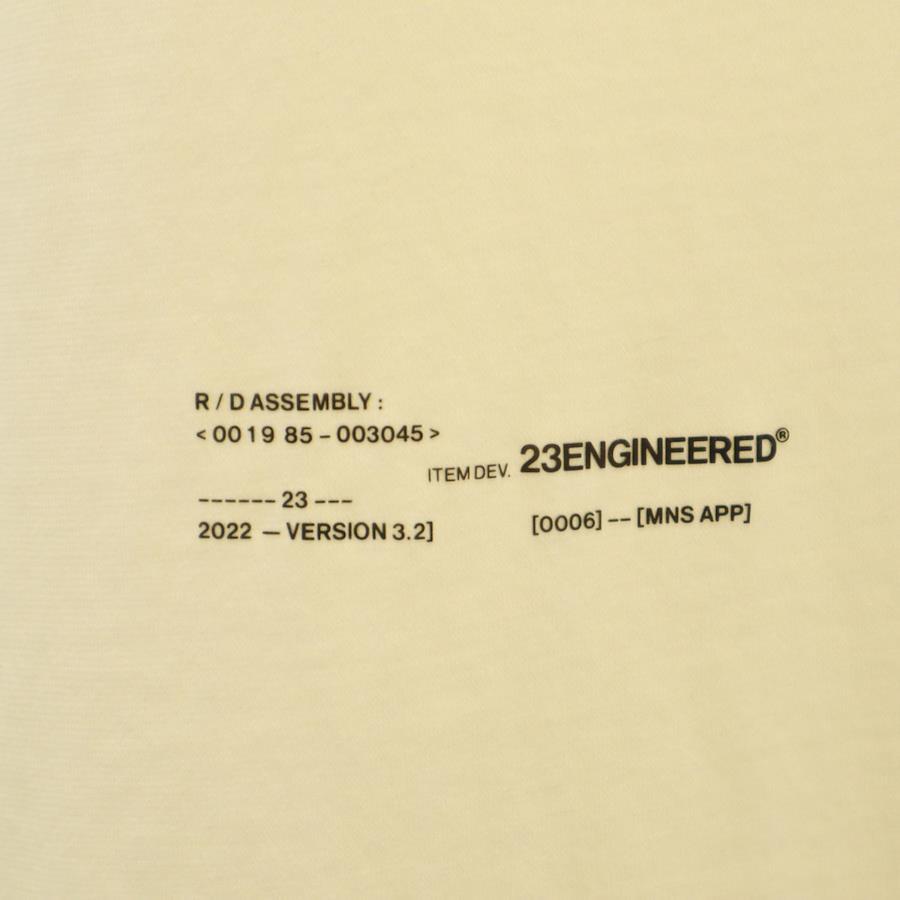 R / D ASSEMBLY :
< 0019 85 – 003045 >
ITEM DEV. 23ENGINEERED®
------ 23 ---
2022 — VERSION 3.2]
[0006] -- [MNS APP]